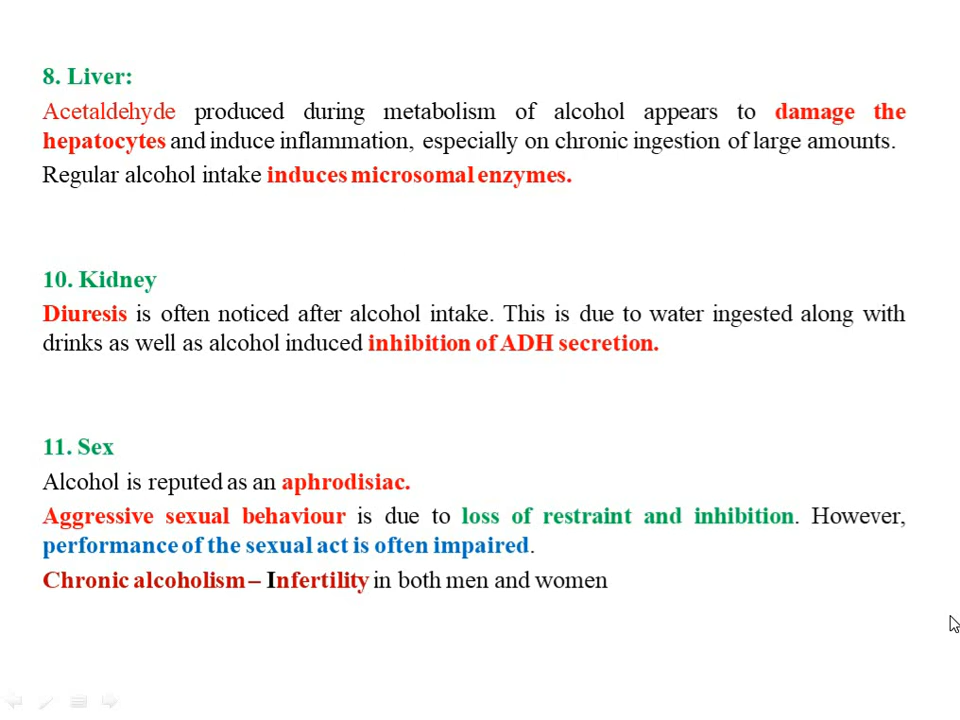 8. Liver:
Acetaldehyde produced during metabolism of alcohol appears to damage the
hepatocytes and induce inflammation, especially on chronic ingestion of large amounts.
Regular alcohol intake induces microsomal enzymes.
10. Kidney
Diuresis is often noticed after alcohol intake. This is due to water ingested along with
drinks as well as alcohol induced inhibition of ADH secretion.
11. Sex
Alcohol is reputed as an aphrodisiac.
Aggressive sexual behaviour is due to loss of restraint and inhibition. However,
performance of the sexual act is often impaired.
Chronic alcoholism – Infertility in both men and women